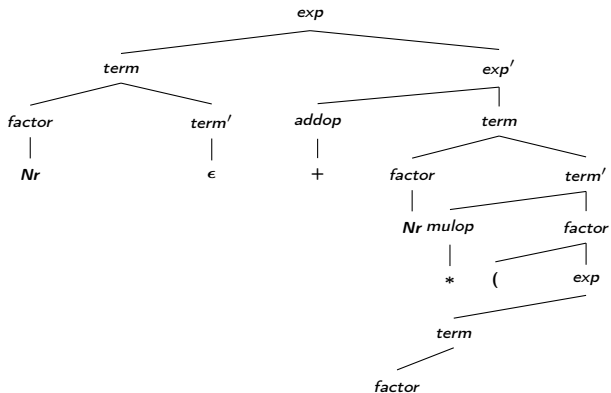 exp
term exp′
factor term′ addop term
Nr ϵ + factor term′
Nr mulop factor
* ( exp
term
factor